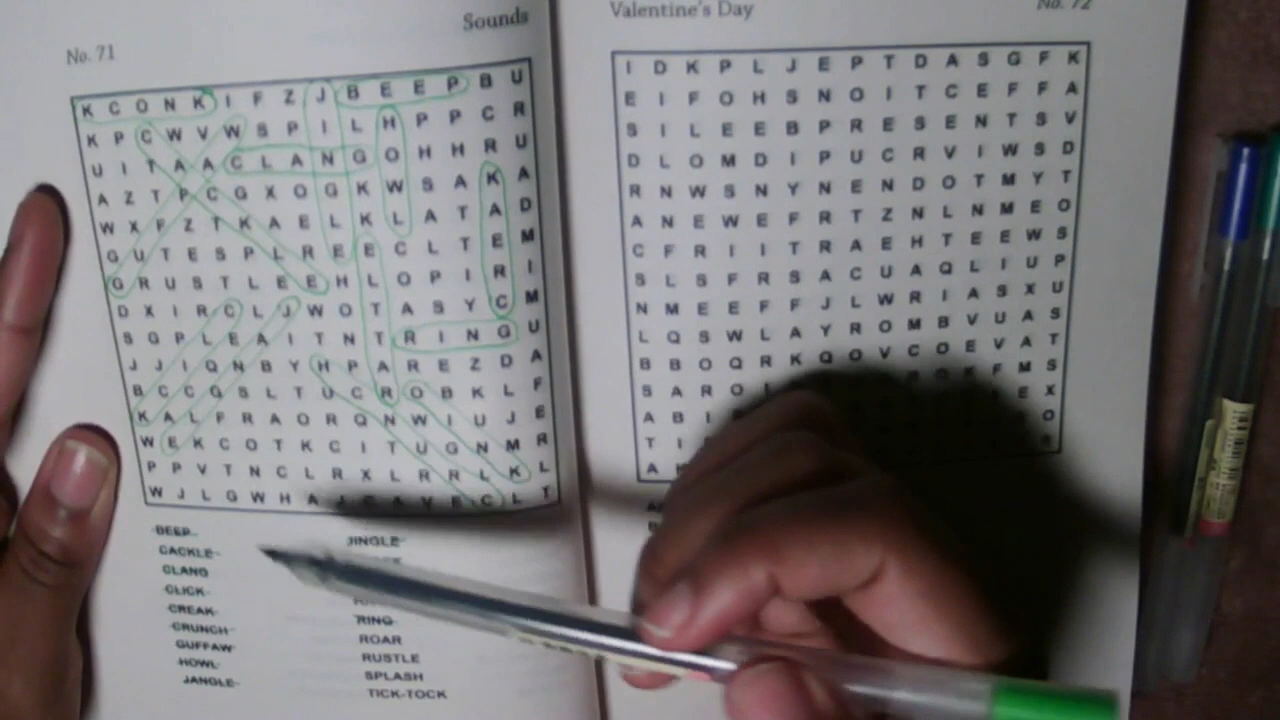 No. 71
Sounds
K C O N K I F Z J B E E P B U
K P C W V W S P I L H P P C R
U I T A A C L A N G O H H R U
A Z T P C G X O G K W S A K A
W X F Z T K A E L K L A T A D
G U T E S P L R E E C L T E M
G R U S T L E E H L O P I R I
D X I R C L J W O T A S Y C M
S G P L E A I T N T R I N G U
J J I Q N B Y H P A R E Z D A
B C C G S L T U C R O B K L F
K A L F R A O R Q N W I U J E
W E K C O T K C I T U G N M R
P P V T N C L R X L R R L K L
W J L G W H A
BEEP
CACKLE
CLANG
CLICK
CREAK
CRUNCH
GUFFAW
HOWL
JANGLE
JINGLE
RING
ROAR
RUSTLE
SPLASH
TICK-TOCK
Valentine's Day
No. 72
I D K P L J E P T D A S G F K
E I F O H S N O I T C E F F A
S I L E E B P R E S E N T S V
D L O M D I P U C R V I W S D
R N W S N Y N E N D O T M Y T
A N E W E F R T Z N L N M E O
C F R I I T R A E H T E E W S
S L S F R S A C U A Q L I U P
N M E E F F J L W R I A S X U
L Q S W L A Y R O M B V U A S
B B O Q R K Q O V C O E V A T
S A R O
A B I
T I
A